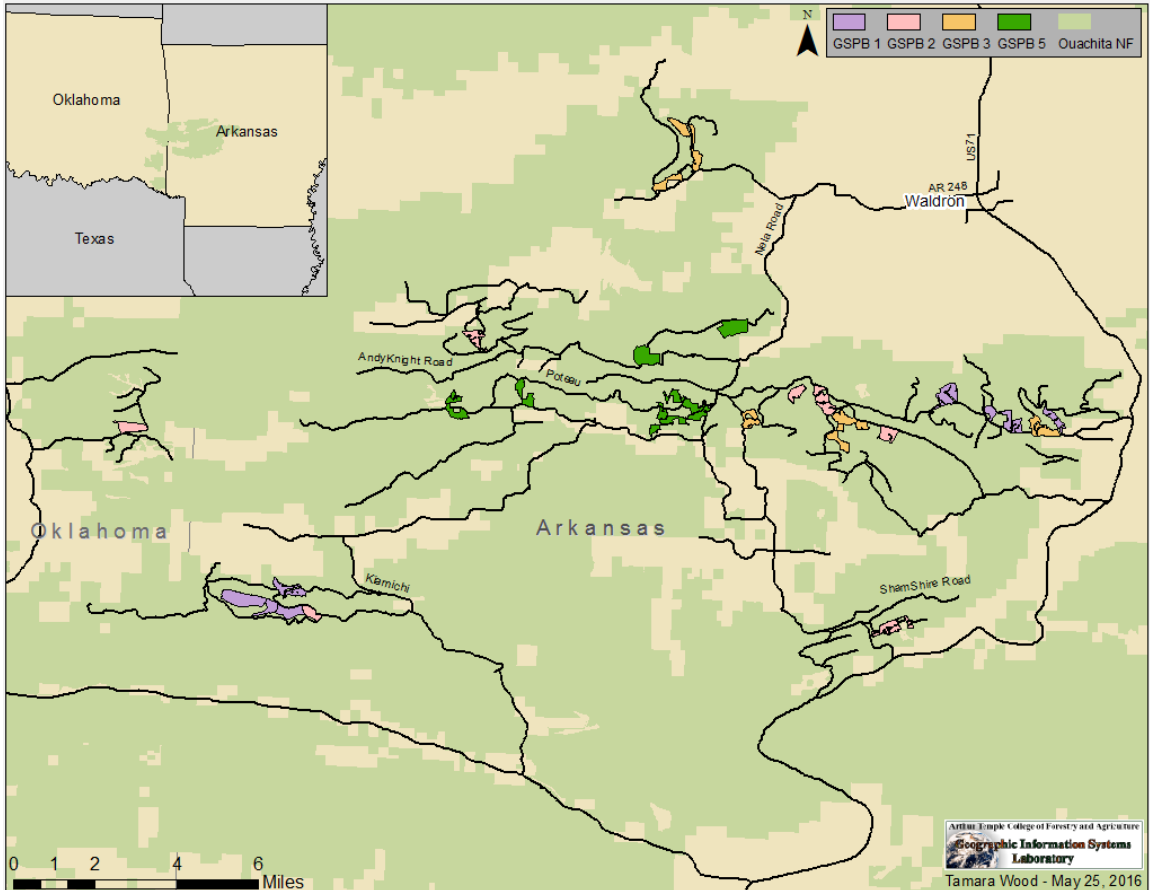 N
GSPB 1 GSPB 2 GSPB 3 GSPB 5 Ouachita NF
Oklahoma
Arkansas
Texas
US71
AR 248
Waldron
Nela Road
AndyKnight Road
Poteau
Oklahoma
Arkansas
Kiamichi
ShamShire Road
0 1 2 4 6
Miles
Arthur Temple College of Forestry and Agriculture
Geographic Information Systems
Laboratory
Tamara Wood - May 25, 2016